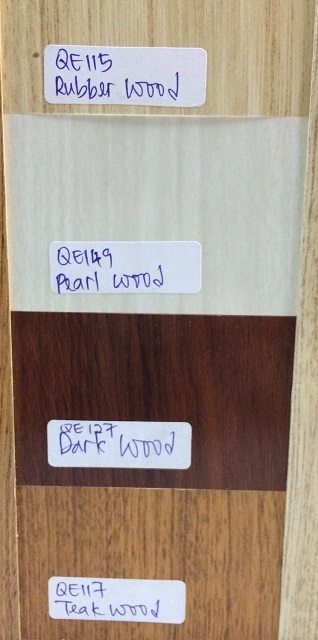 QE115
Rubber Wood
QE149
Pearl Wood
QE127
Dark Wood
QE117
Teak Wood